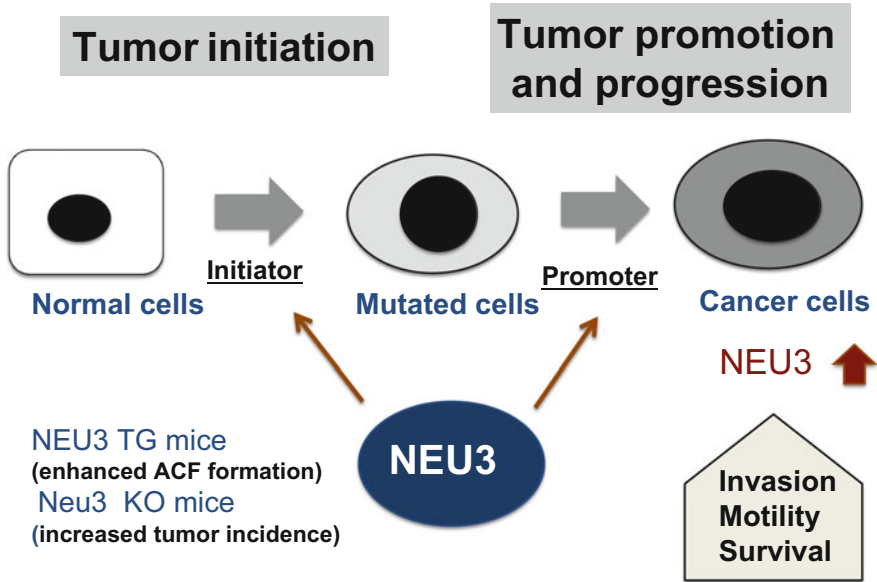 Tumor initiation
Tumor promotion
and progression
Initiator
Promoter
Normal cells
Mutated cells
Cancer cells
NEU3
NEU3
NEU3 TG mice
(enhanced ACF formation)
Neu3 KO mice
(increased tumor incidence)
Invasion
Motility
Survival